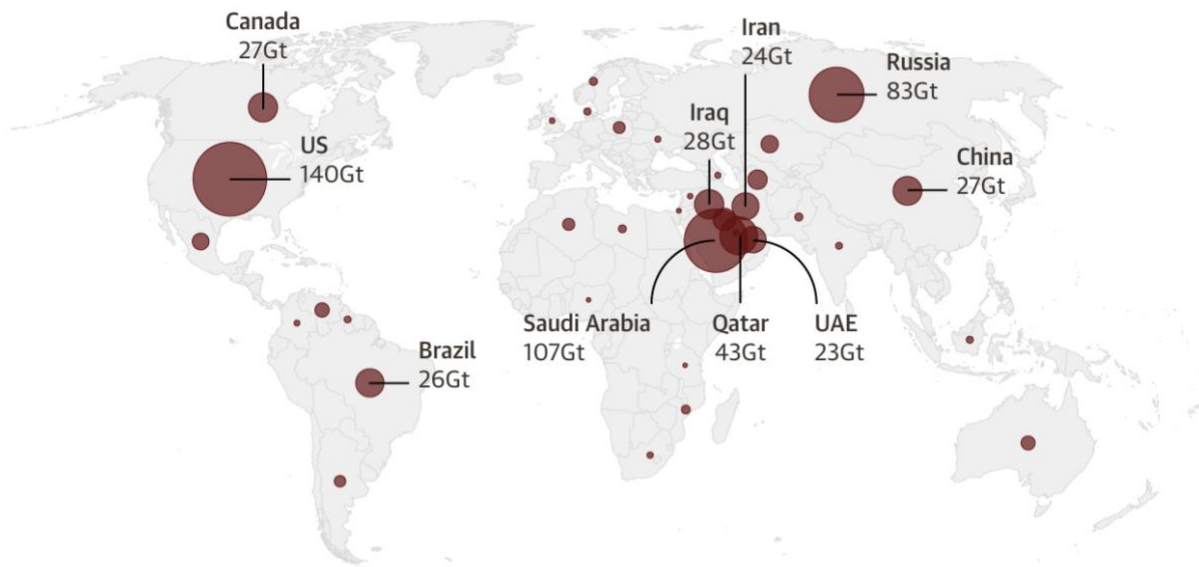 Canada
27Gt
US
140Gt
Brazil
26Gt
Iran
24Gt
Iraq
28Gt
Russia
83Gt
China
27Gt
Saudi Arabia
107Gt
Qatar
43Gt
UAE
23Gt